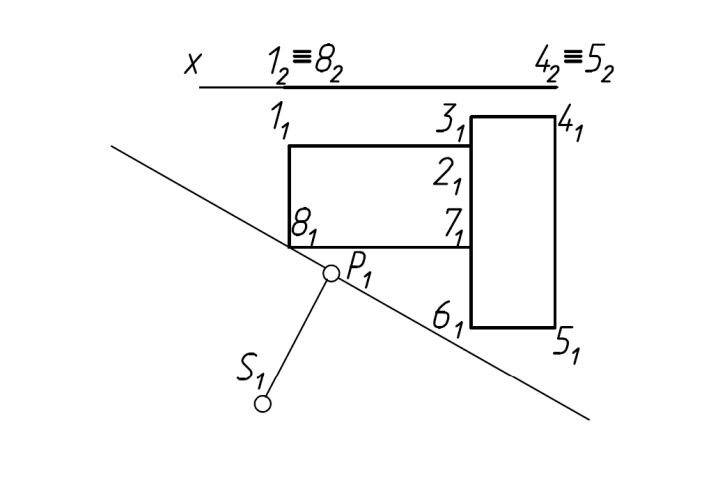 x 1₂≡8₂ 4₂≡5₂
1₁ 3₁ 4₁
2₁
8₁ 7₁
P₁
6₁
5₁
S₁